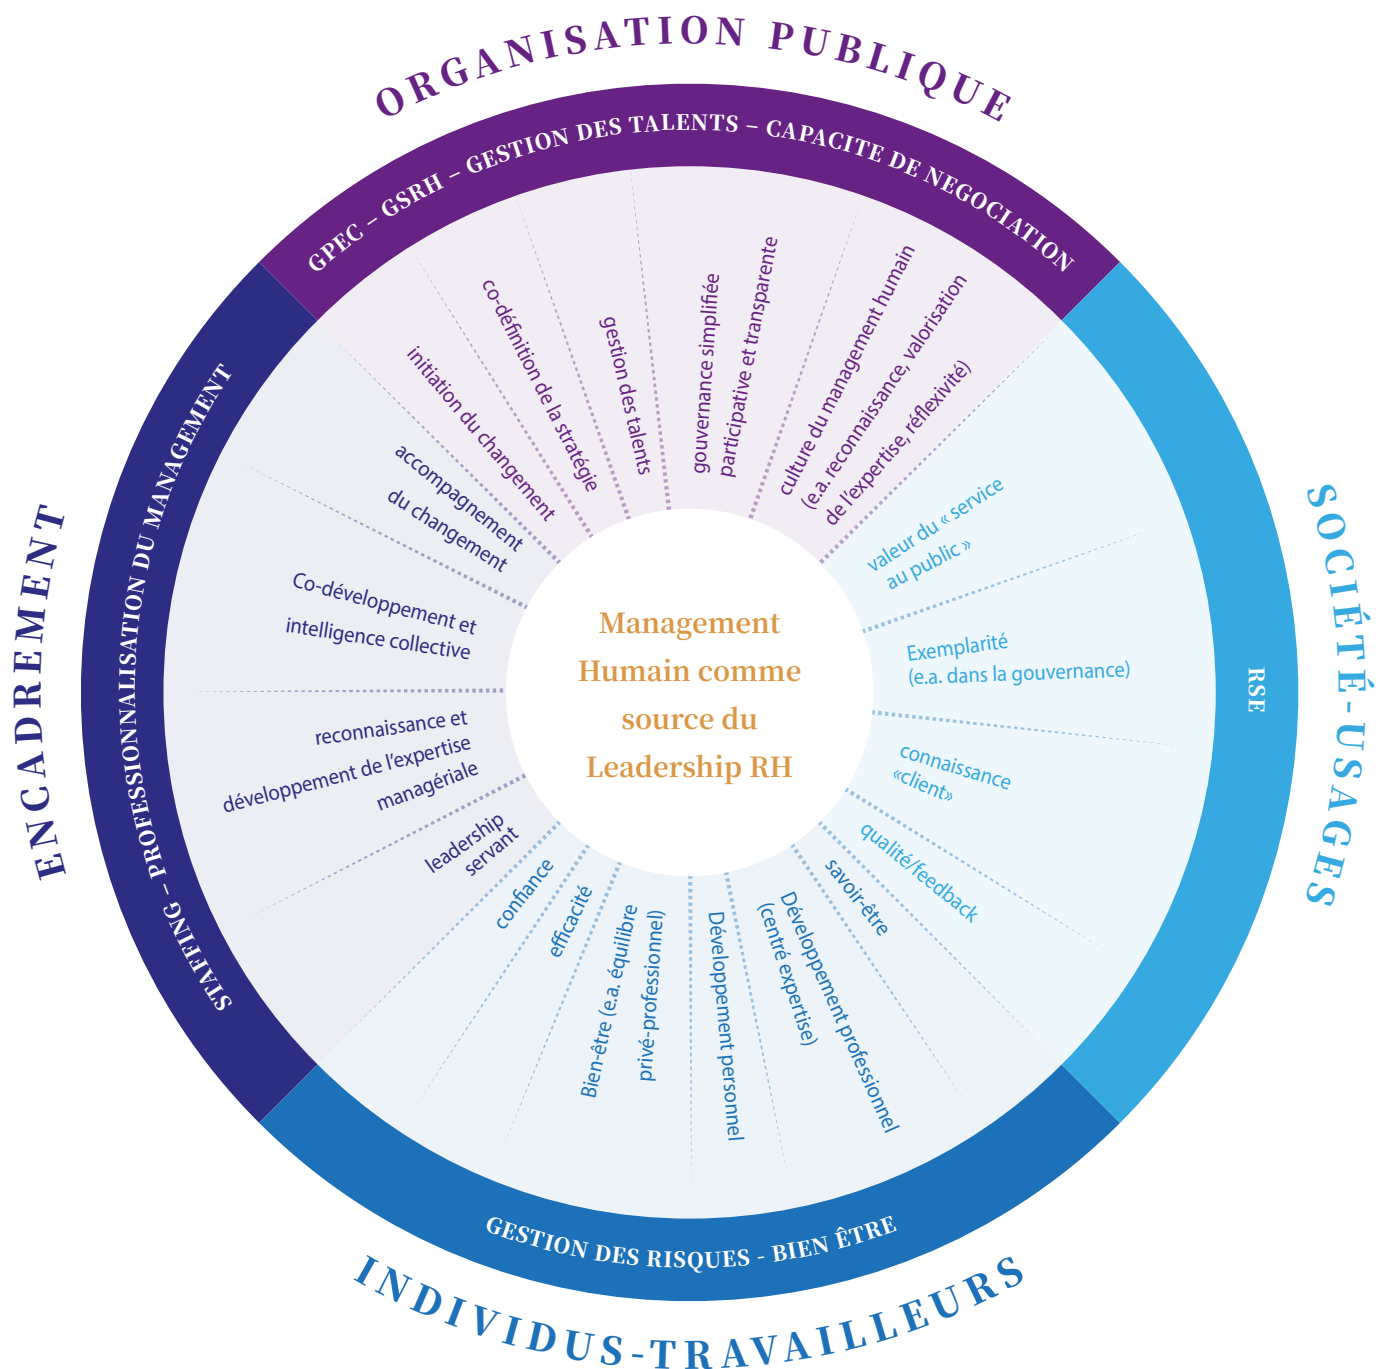 ORGANISATION PUBLIQUE
GPEC – GSRH – GESTION DES TALENTS – CAPACITE DE NEGOCIATION
initiation du changement
co-définition de la stratégie
gestion des talents
gouvernance simplifiée
participative et transparente
culture du management humain
(e.a. reconnaissance, valorisation
de l'expertise, réflexivité)
SOCIÉTÉ-USAGES
RSE
valeur du « service
au public »
Exemplarité
(e.a. dans la gouvernance)
connaissance
«client»
qualité/feedback
INDIVIDUS-TRAVAILLEURS
GESTION DES RISQUES - BIEN ÊTRE
savoir-être
Développement professionnel
(centré expertise)
Développement personnel
Bien-être (e.a. équilibre
privé-professionnel)
efficacité
confiance
ENCADREMENT
STAFFING – PROFESSIONNALISATION DU MANAGEMENT
leadership
servant
reconnaissance et
développement de l'expertise
managériale
Co-développement et
intelligence collective
accompagnement
du changement
Management
Humain comme
source du
Leadership RH